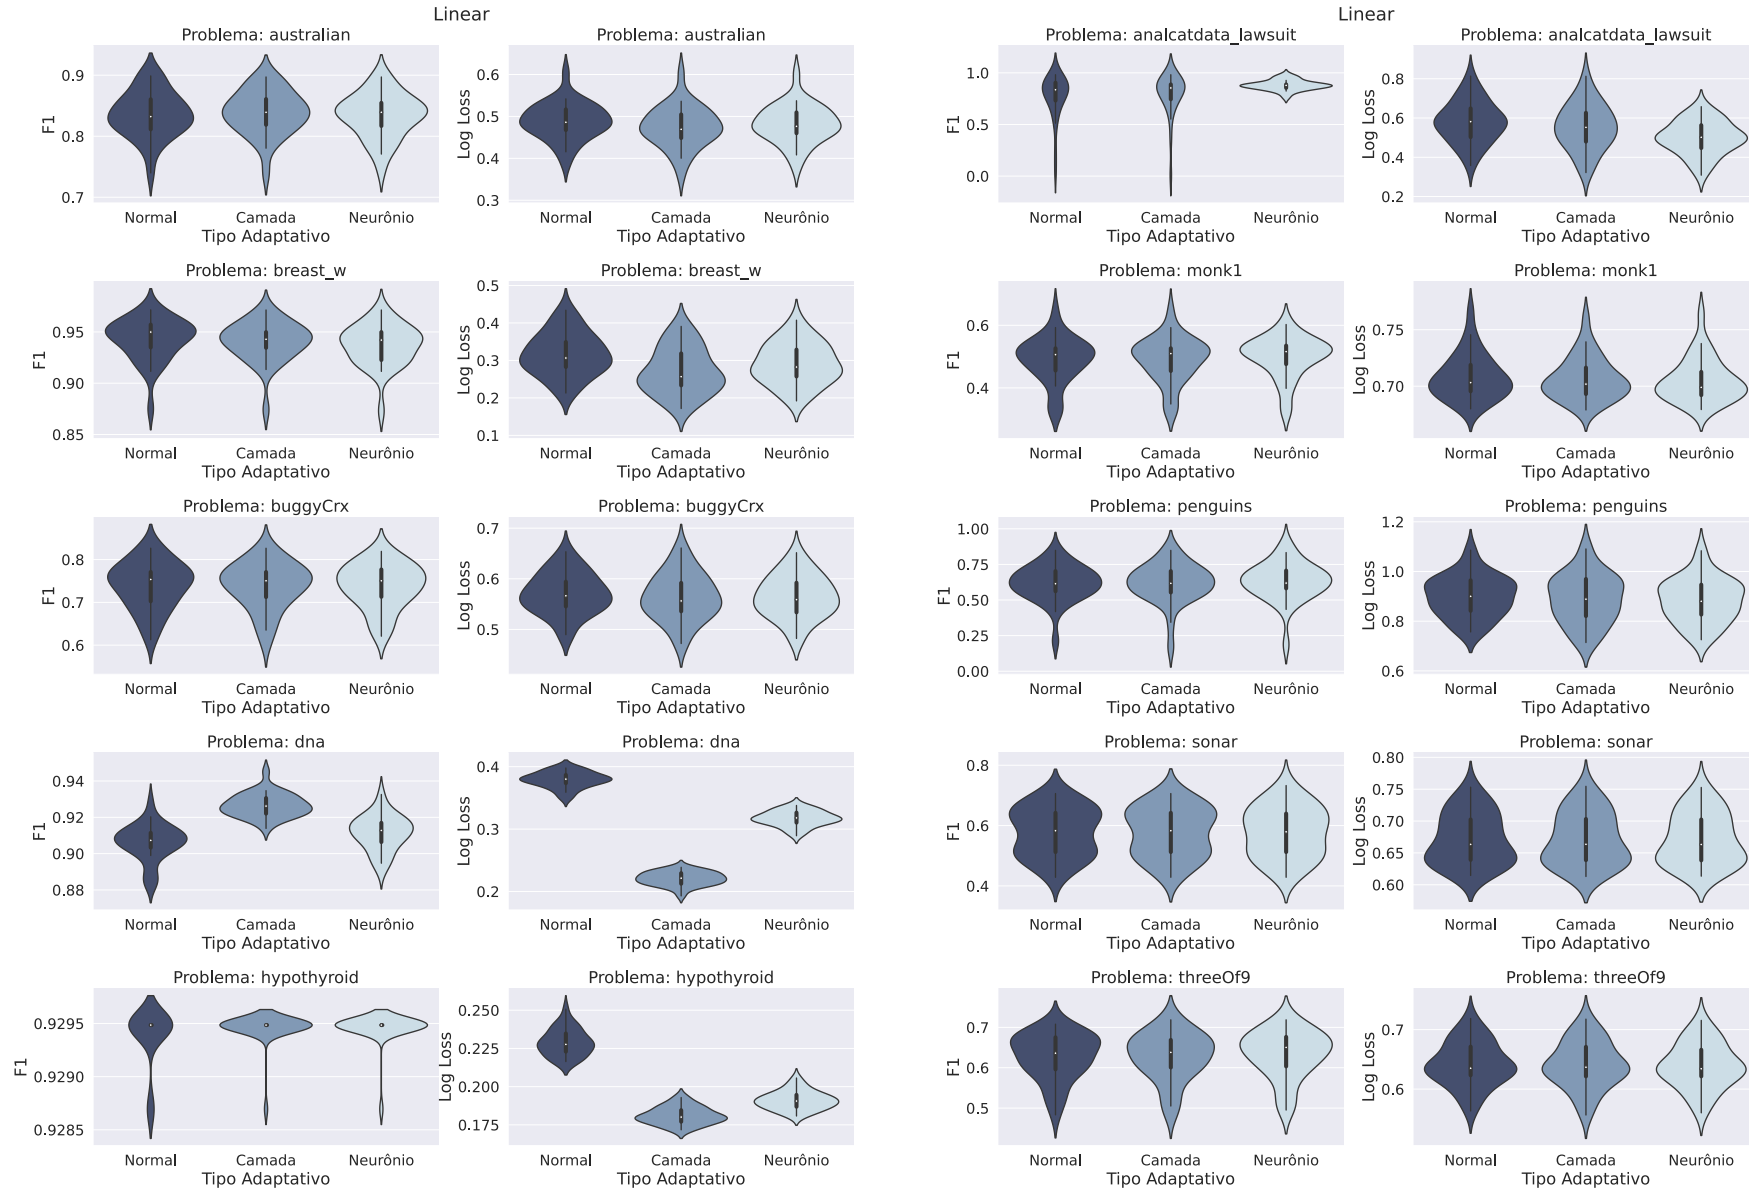 Linear
Problema: australian
F1
0.9
0.8
0.7
Normal Camada Neurônio
Tipo Adaptativo
Problema: australian
Log Loss
0.6
0.5
0.4
0.3
Normal Camada Neurônio
Tipo Adaptativo
Problema: breast_w
F1
0.95
0.90
0.85
Normal Camada Neurônio
Tipo Adaptativo
Problema: breast_w
Log Loss
0.5
0.4
0.3
0.2
0.1
Normal Camada Neurônio
Tipo Adaptativo
Problema: buggyCrx
F1
0.8
0.7
0.6
Normal Camada Neurônio
Tipo Adaptativo
Problema: buggyCrx
Log Loss
0.7
0.6
0.5
Normal Camada Neurônio
Tipo Adaptativo
Problema: dna
F1
0.94
0.92
0.90
0.88
Normal Camada Neurônio
Tipo Adaptativo
Problema: dna
Log Loss
0.4
0.3
0.2
Normal Camada Neurônio
Tipo Adaptativo
Problema: hypothyroid
F1
0.9295
0.9290
0.9285
Normal Camada Neurônio
Tipo Adaptativo
Problema: hypothyroid
Log Loss
0.250
0.225
0.200
0.175
Normal Camada Neurônio
Tipo Adaptativo
Linear
Problema: analcatdata_lawsuit
F1
1.0
0.5
0.0
Normal Camada Neurônio
Tipo Adaptativo
Problema: analcatdata_lawsuit
Log Loss
0.8
0.6
0.4
0.2
Normal Camada Neurônio
Tipo Adaptativo
Problema: monk1
F1
0.6
0.4
Normal Camada Neurônio
Tipo Adaptativo
Problema: monk1
Log Loss
0.75
0.70
Normal Camada Neurônio
Tipo Adaptativo
Problema: penguins
F1
1.00
0.75
0.50
0.25
0.00
Normal Camada Neurônio
Tipo Adaptativo
Problema: penguins
Log Loss
1.2
1.0
0.8
0.6
Normal Camada Neurônio
Tipo Adaptativo
Problema: sonar
F1
0.8
0.6
0.4
Normal Camada Neurônio
Tipo Adaptativo
Problema: sonar
Log Loss
0.80
0.75
0.70
0.65
0.60
Normal Camada Neurônio
Tipo Adaptativo
Problema: threeOf9
F1
0.7
0.6
0.5
Normal Camada Neurônio
Tipo Adaptativo
Problema: threeOf9
Log Loss
0.7
0.6
Normal Camada Neurônio
Tipo Adaptativo